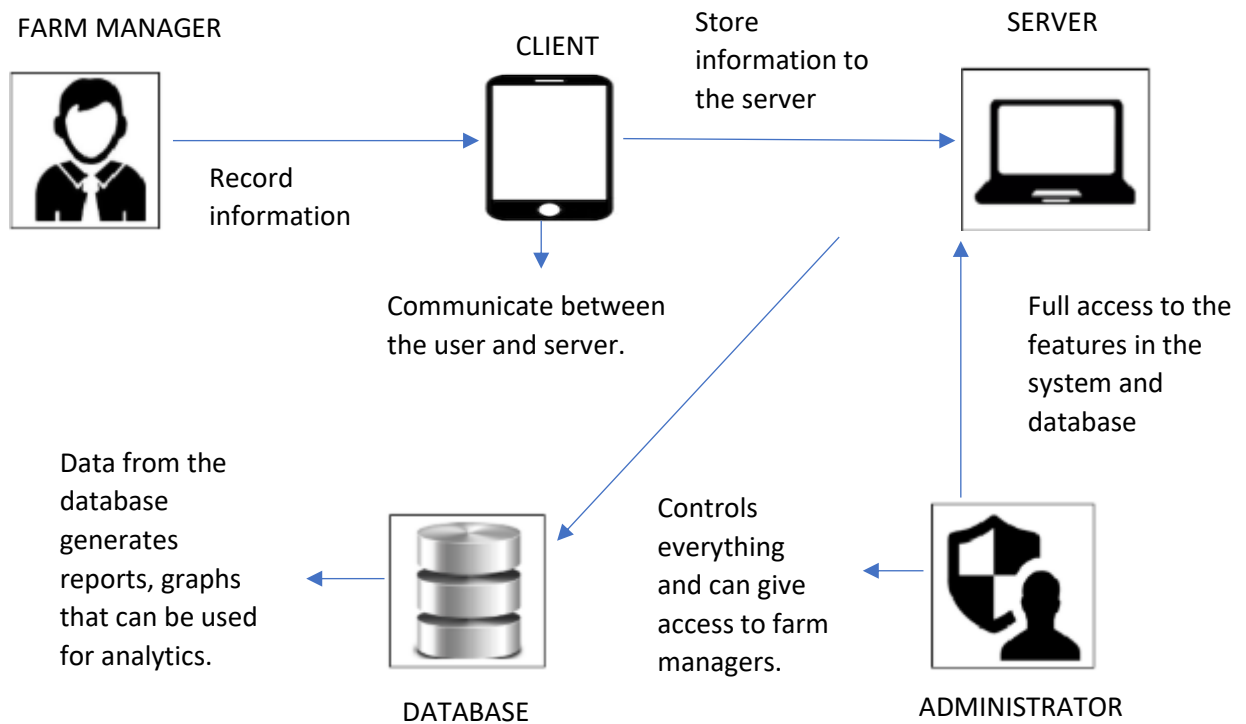 FARM MANAGER
CLIENT
Store
information to
the server
SERVER
Record
information
Communicate between
the user and server.
Full access to the
features in the
system and
database
Data from the
database
generates
reports, graphs
that can be used
for analytics.
Controls
everything
and can give
access to farm
managers.
DATABASE
ADMINISTRATOR